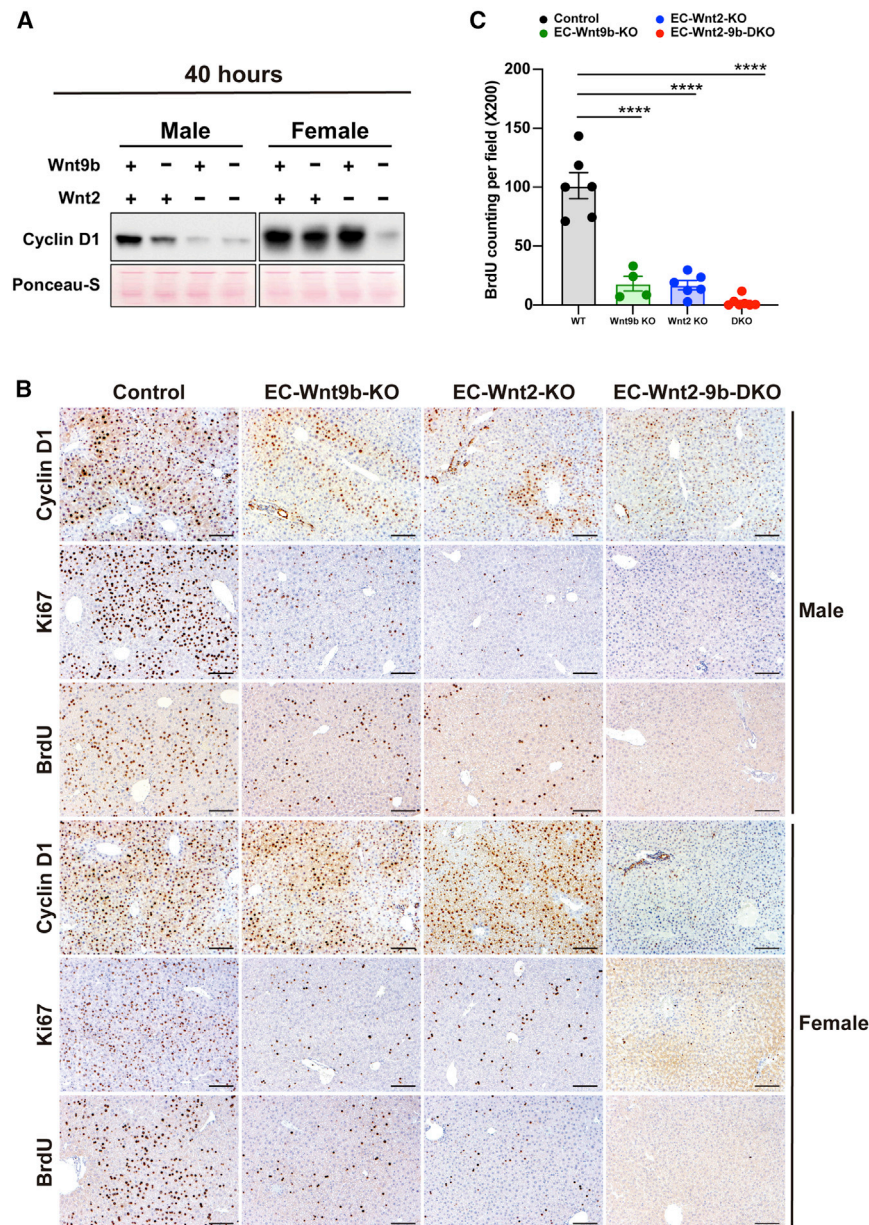 A
40 hours
Male Female
Wnt9b + − + − + − + −
Wnt2 + + − − + + − −
Cyclin D1
Ponceau-S
C
Control EC-Wnt2-KO
EC-Wnt9b-KO EC-Wnt2-9b-DKO
BrdU counting per field (X200)
200
150
100
50
0
****
****
****
WT Wnt9b KO Wnt2 KO DKO
B
Control EC-Wnt9b-KO EC-Wnt2-KO EC-Wnt2-9b-DKO
Cyclin D1
Ki67
BrdU
Male
Cyclin D1
Ki67
BrdU
Female